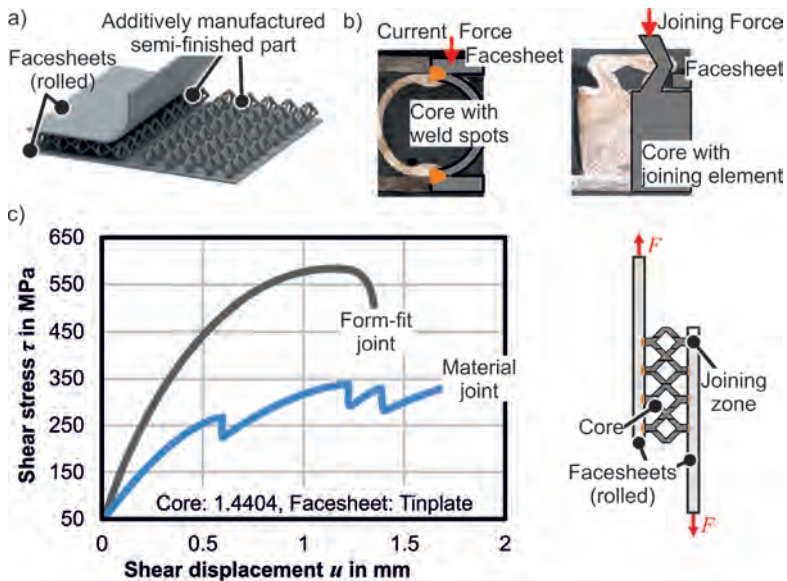 a)
Facesheets
(rolled)
Additively manufactured
semi-finished part
b)
Current Force
Facesheet
Core with
weld spots
Joining Force
Facesheet
Core with
joining element
c)
Shear stress τ in MPa
650
550
450
350
250
150
50
Form-fit
joint
Material
joint
Core: 1.4404, Facesheet: Tinplate
0
0.5
1
1.5
2
Shear displacement u in mm
F
Joining
zone
Core
Facesheets
(rolled)
F